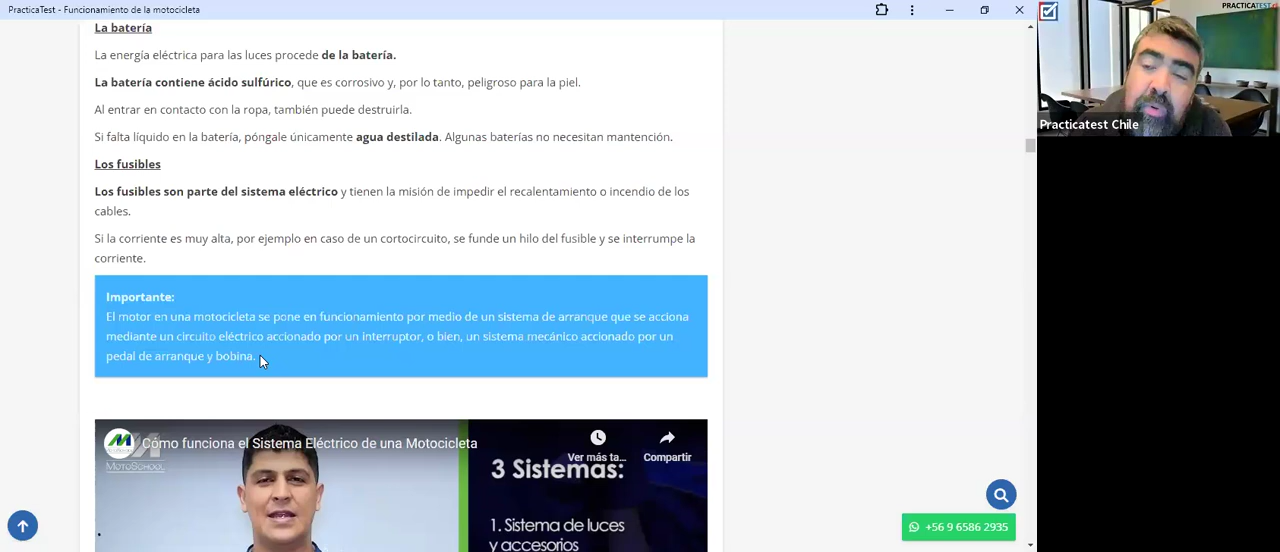 PracticaTest - Funcionamiento de la motocicleta
PRACTICATEST
La batería
La energía eléctrica para las luces procede de la batería.
La batería contiene ácido sulfúrico, que es corrosivo y, por lo tanto, peligroso para la piel.
Al entrar en contacto con la ropa, también puede destruirla.
Si falta líquido en la batería, póngale únicamente agua destilada. Algunas baterías no necesitan mantención.
Practicatest Chile
Los fusibles
Los fusibles son parte del sistema eléctrico y tienen la misión de impedir el recalentamiento o incendio de los
cables.
Si la corriente es muy alta, por ejemplo en caso de un cortocircuito, se funde un hilo del fusible y se interrumpe la
corriente.
Importante:
El motor en una motocicleta se pone en funcionamiento por medio de un sistema de arranque que se acciona
mediante un circuito eléctrico accionado por un interruptor, o bien, un sistema mecánico accionado por un
pedal de arranque y bobina.
Cómo funciona el Sistema Eléctrico de una Motocicleta
MOTOSCHOOL
Ver más ta...
Compartir
3 Sistemas:
1. Sistema de luces
y accesorios
+56 9 6586 2935